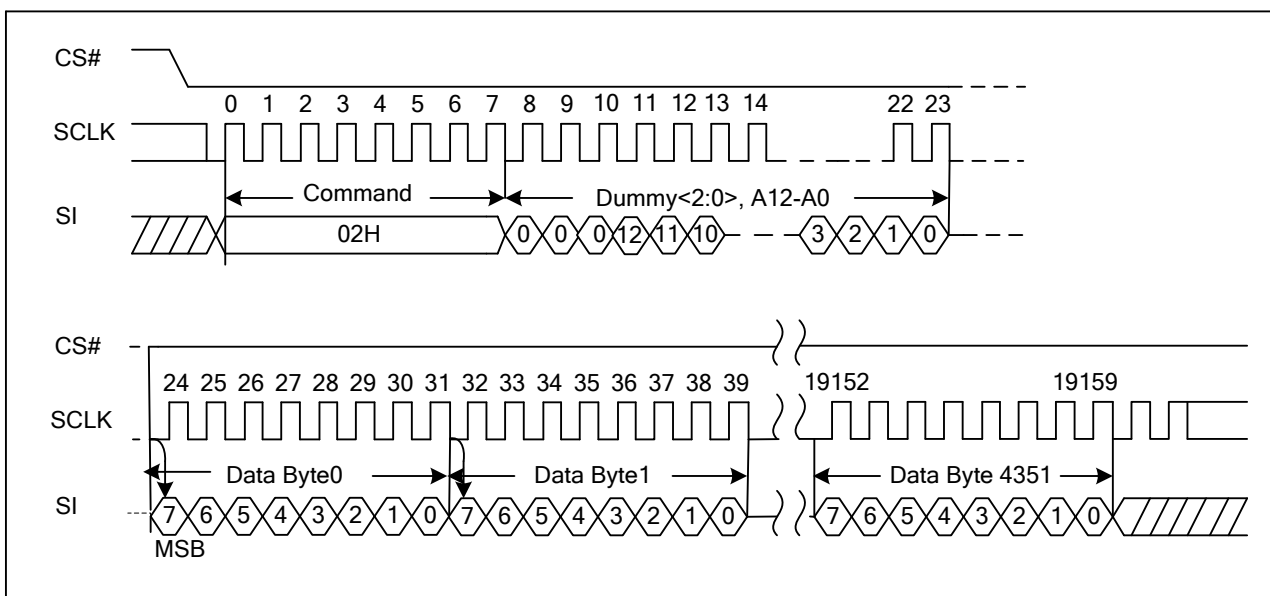 CS#
0 1 2 3 4 5 6 7 8 9 10 11 12 13 14 22 23
SCLK
Command Dummy<2:0>, A12-A0
SI
02H 0 0 0 12 11 10 3 2 1 0
CS#
24 25 26 27 28 29 30 31 32 33 34 35 36 37 38 39 19152 19159
SCLK
Data Byte0 Data Byte1 Data Byte 4351
SI 7 6 5 4 3 2 1 0 7 6 5 4 3 2 1 0 7 6 5 4 3 2 1 0
MSB